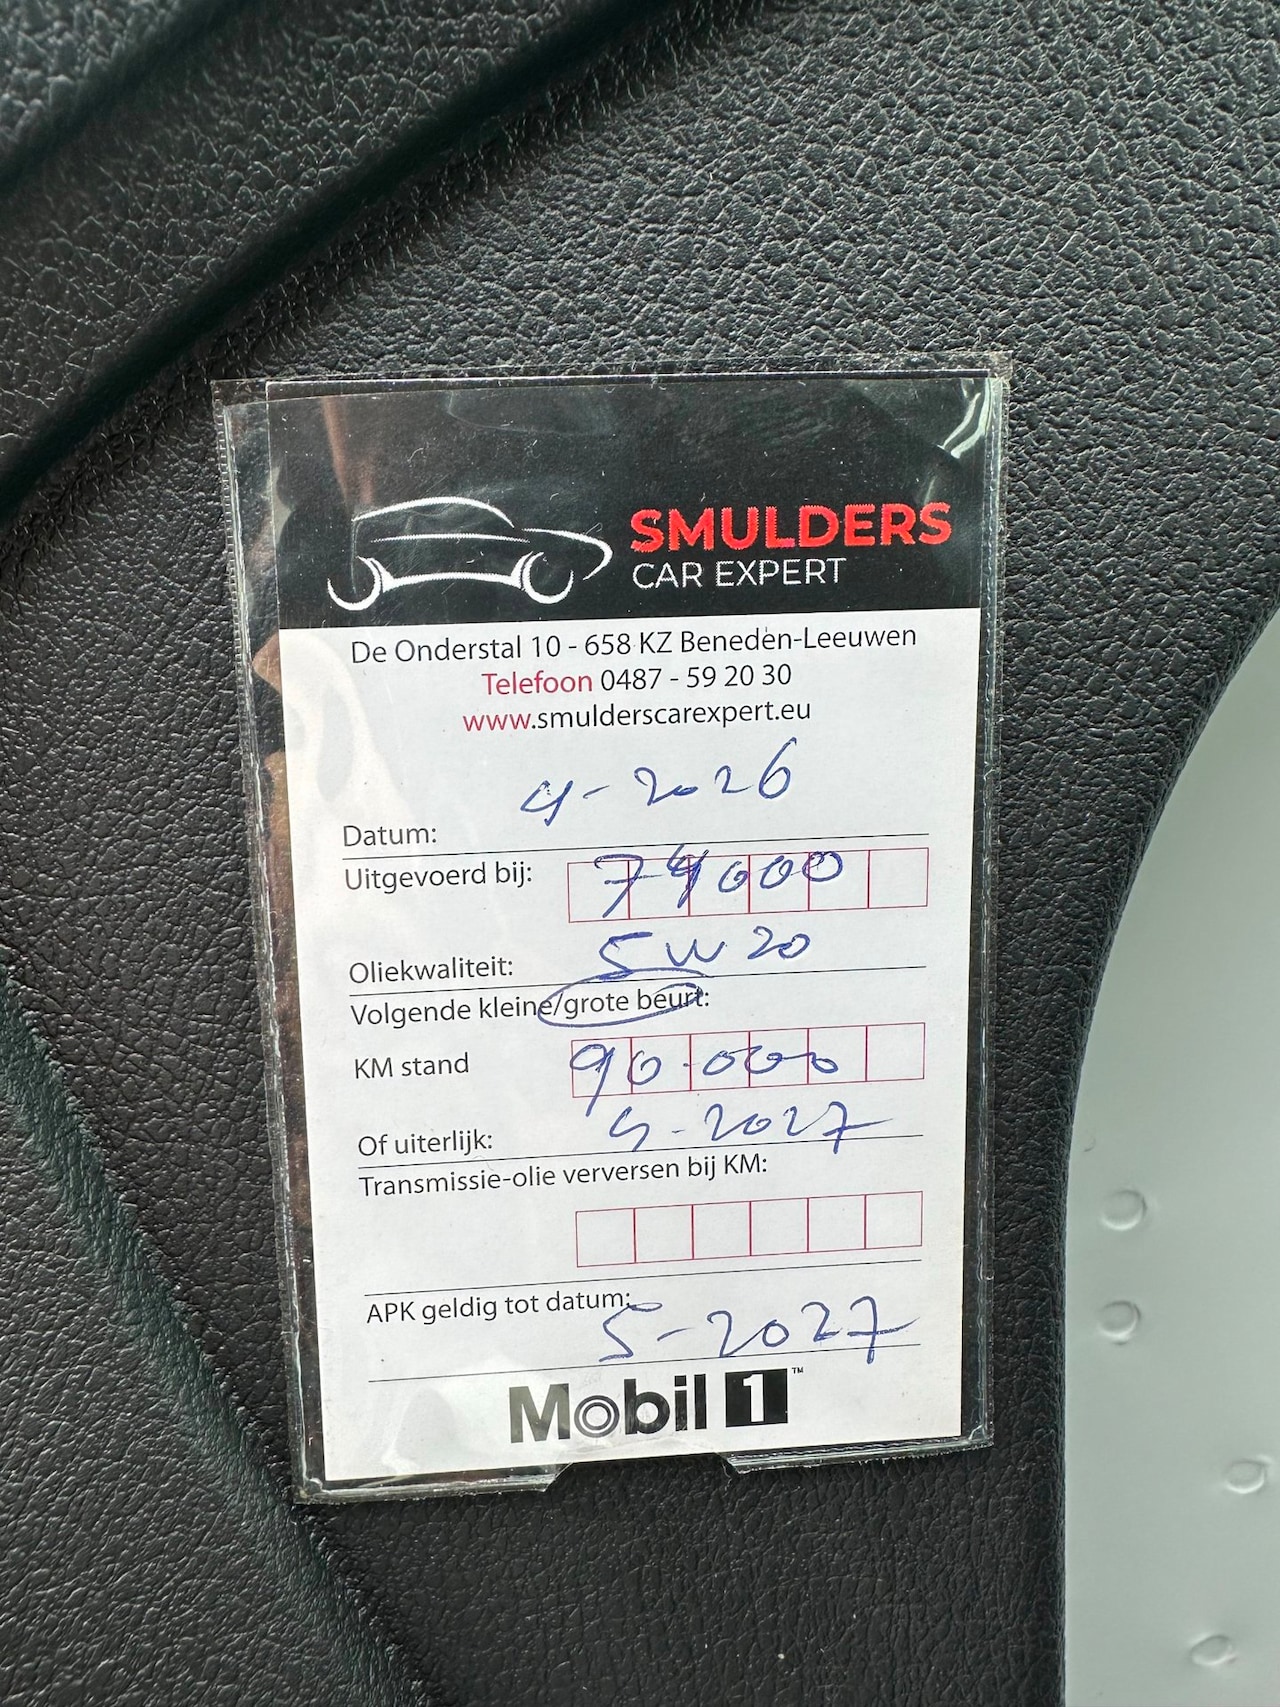 SMULDERS
CAR EXPERT
De Onderstal 10 - 658 KZ Beneden-Leeuwen
Telefoon 0487 - 59 20 30
www.smulderscarexpert.eu
Datum: 4-2026
Uitgevoerd bij: 74000
Oliekwaliteit: 5W20
Volgende kleine/grote beurt:
KM stand 90.000
Of uiterlijk: 4-2027
Transmissie-olie verversen bij KM:
APK geldig tot datum: 5-2027
Mobil 1™